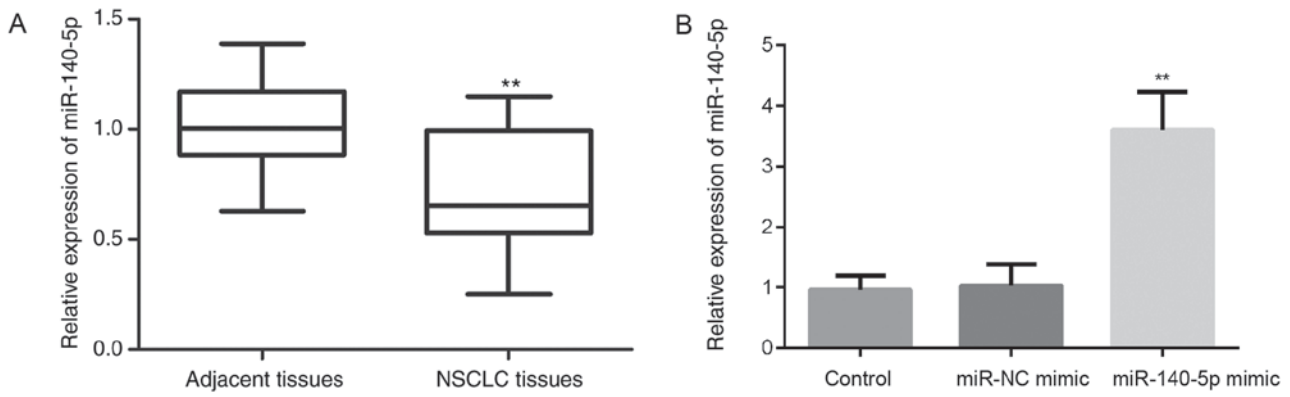 A
Relative expression of miR-140-5p
1.5
1.0
0.5
0.0
**
Adjacent tissues
NSCLC tissues
B
Relative expression of miR-140-5p
5
4
3
2
1
0
**
Control
miR-NC mimic
miR-140-5p mimic